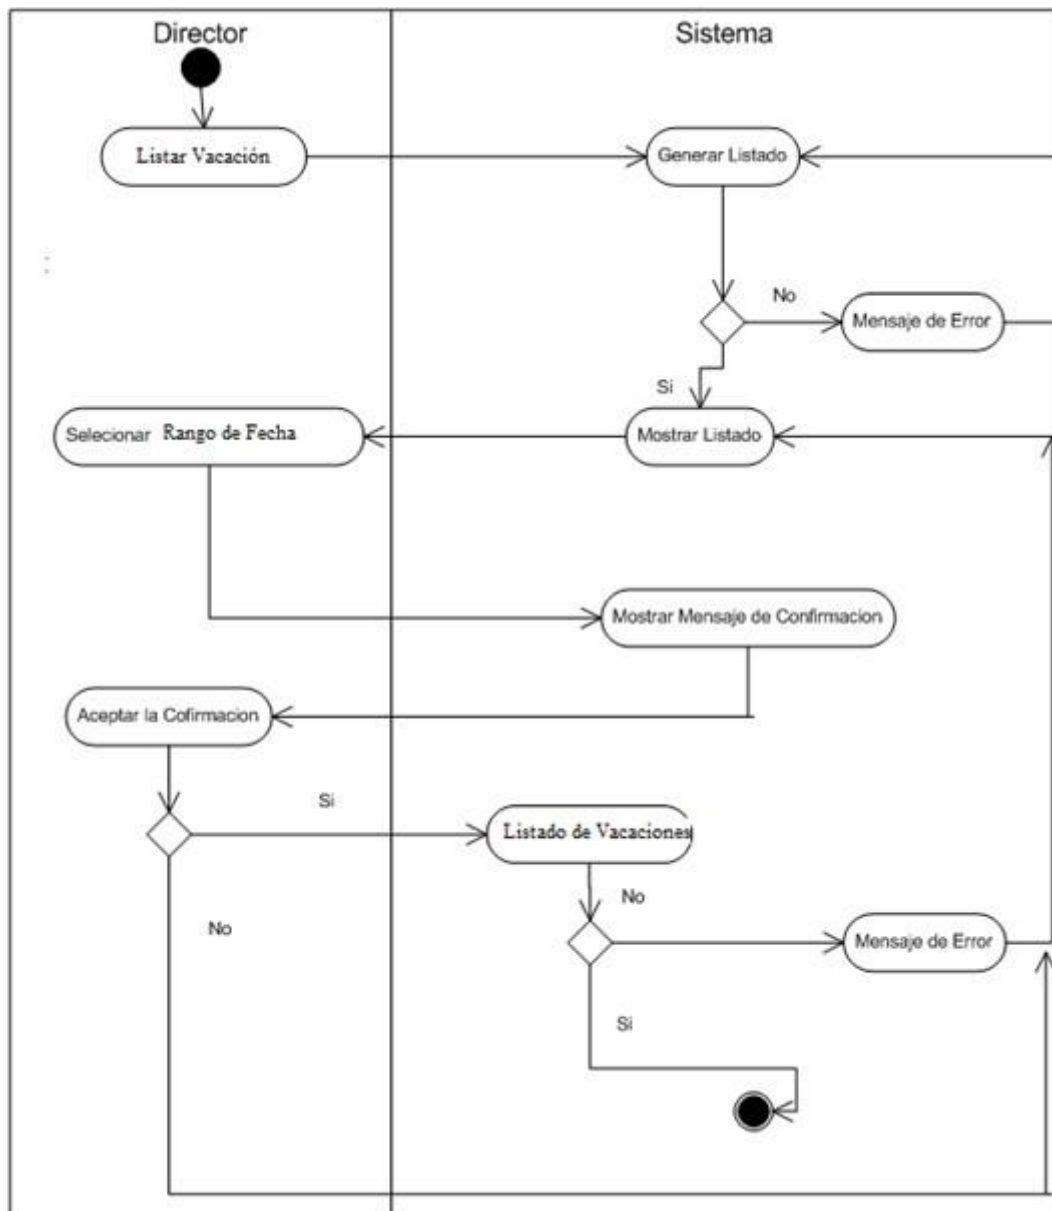 Director
Sistema
Listar Vacación
Generar Listado
No
Mensaje de Error
Si
Selecionar Rango de Fecha
Mostrar Listado
Mostrar Mensaje de Confirmacion
Aceptar la Cofirmacion
Si
Listado de Vacaciones
No
No
Mensaje de Error
Si